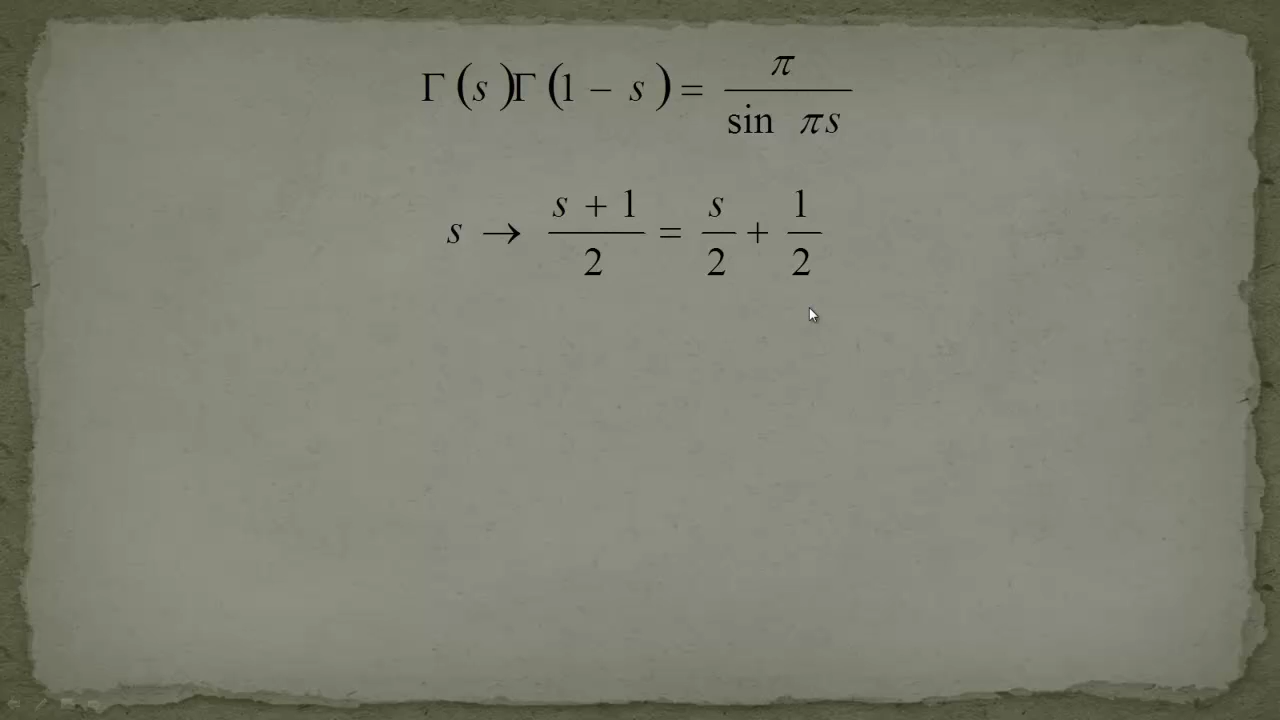 Γ(s)Γ(1 − s) = π / sin πs
s → (s + 1)/2 = s/2 + 1/2